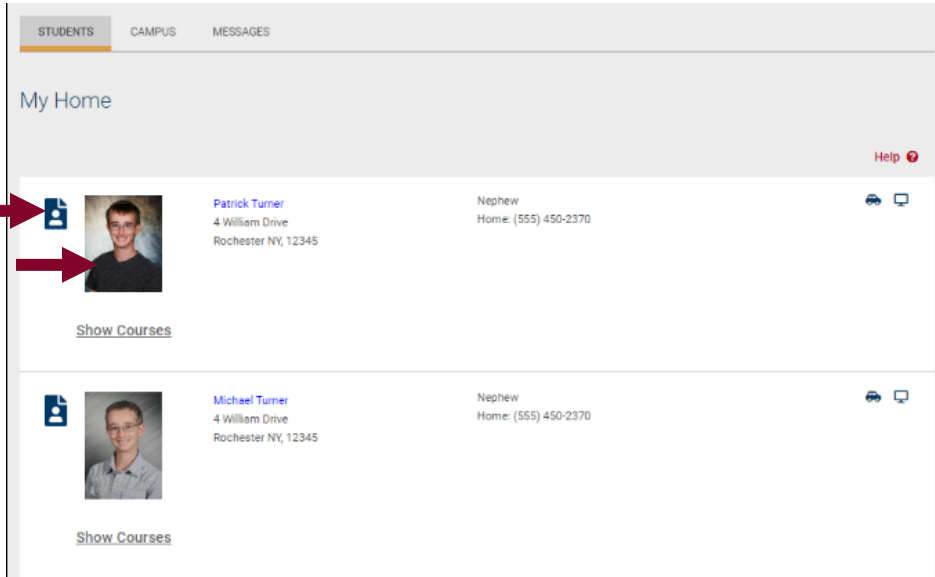 STUDENTS CAMPUS MESSAGES
My Home
Help
Patrick Turner
4 William Drive
Rochester NY, 12345
Nephew
Home: (555) 450-2370
Show Courses
Michael Turner
4 William Drive
Rochester NY, 12345
Nephew
Home: (555) 450-2370
Show Courses